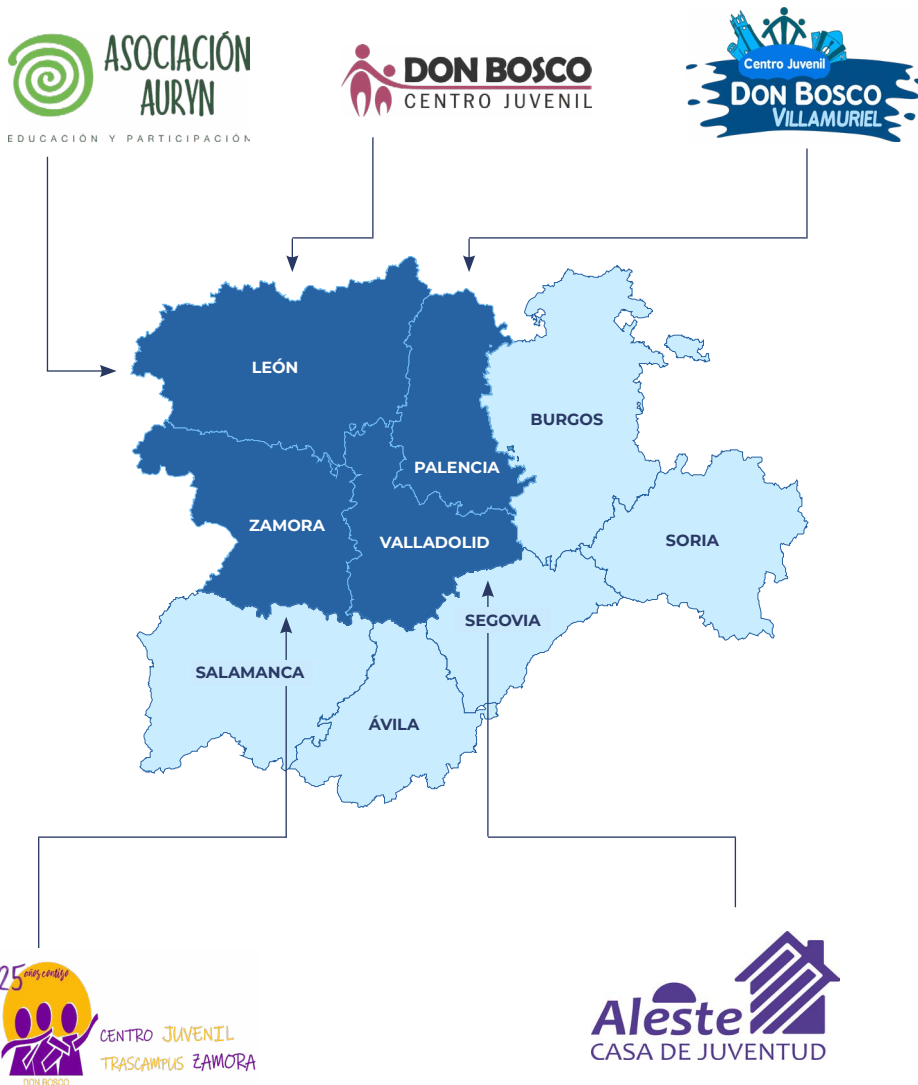 ASOCIACIÓN
AURYN
EDUCACIÓN Y PARTICIPACIÓN
DON BOSCO
CENTRO JUVENIL
Centro Juvenil
DON BOSCO
VILLAMURIEL
LEÓN
BURGOS
PALENCIA
ZAMORA
VALLADOLID
SORIA
SEGOVIA
SALAMANCA
ÁVILA
25 años contigo
CENTRO JUVENIL
TRASCAMPUS ZAMORA
DON BOSCO
Aleste
CASA DE JUVENTUD